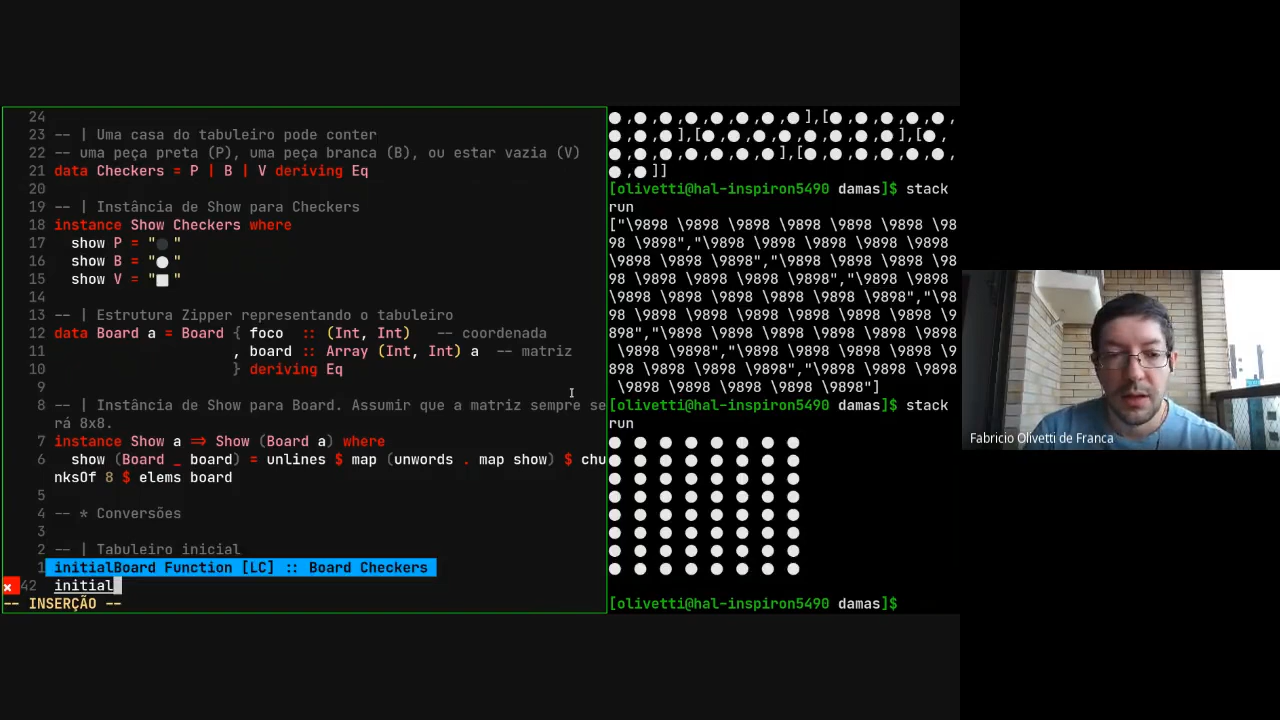 24
23 -- | Uma casa do tabuleiro pode conter
22 -- uma peça preta (P), uma peça branca (B), ou estar vazia (V)
21 data Checkers = P | B | V deriving Eq
20
19 -- | Instância de Show para Checkers
18 instance Show Checkers where
17 show P = "● "
16 show B = "● "
15 show V = "■ "
14
13 -- | Estrutura Zipper representando o tabuleiro
12 data Board a = Board { foco :: (Int, Int) -- coordenada
11 , board :: Array (Int, Int) a -- matriz
10 } deriving Eq
9
8 -- | Instância de Show para Board. Assumir que a matriz sempre se
rá 8x8.
7 instance Show a => Show (Board a) where
6 show (Board _ board) = unlines $ map (unwords . map show) $ chu
nksOf 8 $ elems board
5
4 -- * Conversões
3
2 -- | Tabuleiro inicial
1 initialBoard Function [LC] :: Board Checkers
x 42 initial
-- INSERÇÃO --
● ,● ,● ,● ,● ,● ,● ,● ],[● ,● ,● ,● ,● ,
● ,● ,● ],[● ,● ,● ,● ,● ,● ,● ,● ],[● ,
● ,● ,● ,● ,● ,● ,● ],[● ,● ,● ,● ,● ,● ,
● ,● ]]
[olivetti@hal-inspiron5490 damas]$ stack
run
["\9898 \9898 \9898 \9898 \9898 \9898 \98
98 \9898","\9898 \9898 \9898 \9898 \9898
\9898 \9898 \9898","\9898 \9898 \9898 \98
98 \9898 \9898 \9898 \9898","\9898 \9898
\9898 \9898 \9898 \9898 \9898 \9898","\98
98 \9898 \9898 \9898 \9898 \9898 \9898 \9
898","\9898 \9898 \9898 \9898 \9898 \9898
\9898 \9898","\9898 \9898 \9898 \9898 \9
898 \9898 \9898 \9898","\9898 \9898 \9898
\9898 \9898 \9898 \9898 \9898"]
[olivetti@hal-inspiron5490 damas]$ stack
run
● ● ● ● ● ● ● ●
● ● ● ● ● ● ● ●
● ● ● ● ● ● ● ●
● ● ● ● ● ● ● ●
● ● ● ● ● ● ● ●
● ● ● ● ● ● ● ●
● ● ● ● ● ● ● ●
● ● ● ● ● ● ● ●
[olivetti@hal-inspiron5490 damas]$
Fabricio Olivetti de Franca